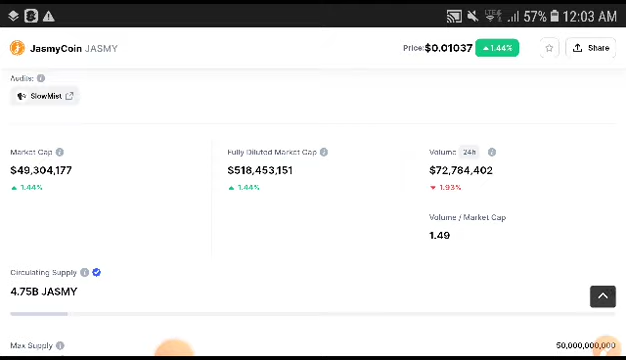 57% 12:03 AM
JasmyCoin JASMY Price:$0.01037 1.44% Share
Audits:
SlowMist
Market Cap Fully Diluted Market Cap Volume 24h
$49,304,177 $518,453,151 $72,784,402
1.44% 1.44% 1.93%
Volume / Market Cap
1.49
Circulating Supply
4.75B JASMY
Max Supply 50,000,000,000